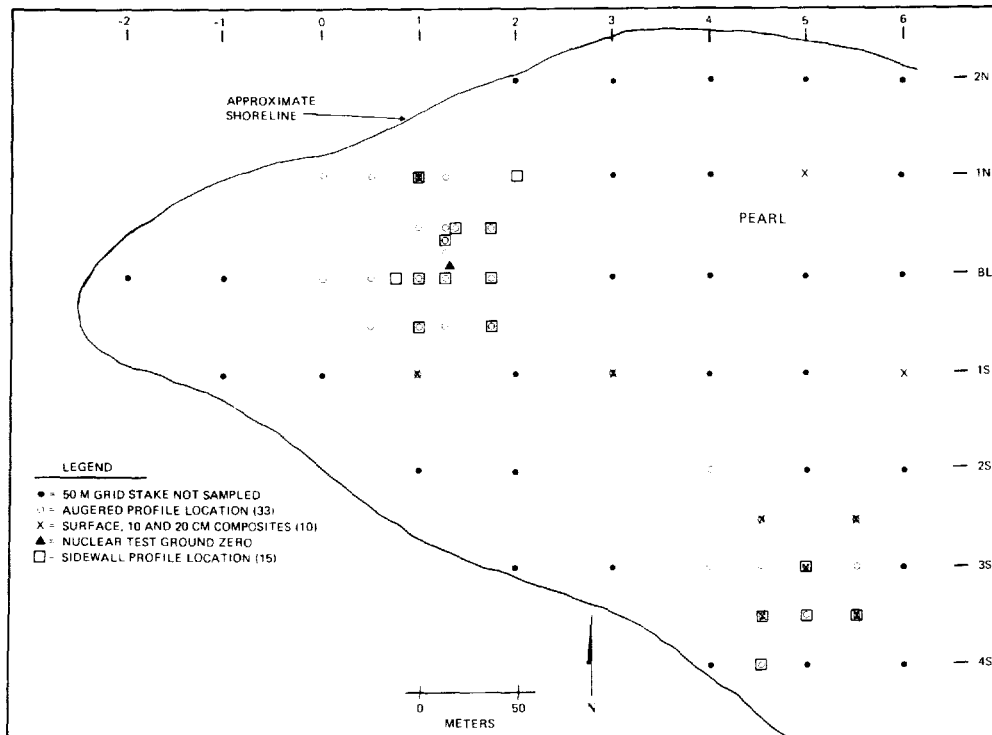 -2 -1 0 1 2 3 4 5 6
2N
APPROXIMATE
SHORELINE
1N
PEARL
BL
1S
LEGEND
● = 50 M GRID STAKE NOT SAMPLED
○ = AUGERED PROFILE LOCATION (33)
X = SURFACE, 10 AND 20 CM COMPOSITES (10)
▲ = NUCLEAR TEST GROUND ZERO
□ - SIDEWALL PROFILE LOCATION (15)
2S
3S
4S
0 50
METERS
N